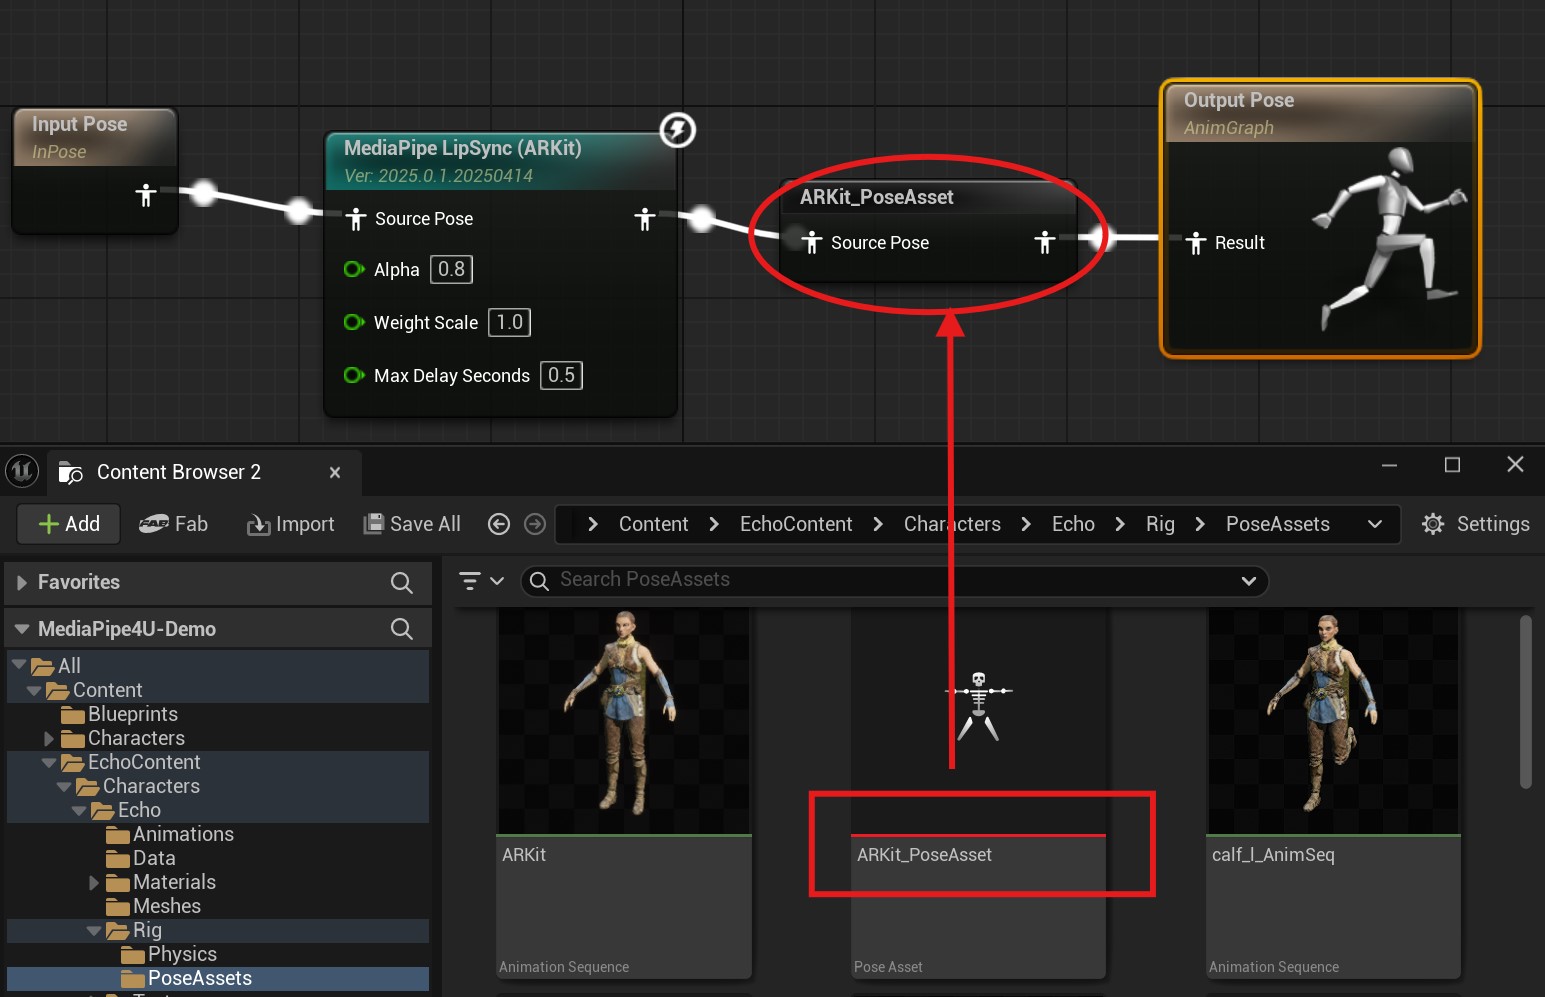 Input Pose
InPose
MediaPipe LipSync (ARKit)
Ver: 2025.0.1.20250414
Source Pose
Alpha 0.8
Weight Scale 1.0
Max Delay Seconds 0.5
ARKit_PoseAsset
Source Pose
Output Pose
AnimGraph
Result
Content Browser 2
Add Fab Import Save All Content EchoContent Characters Echo Rig PoseAssets Settings
Favorites
Search PoseAssets
MediaPipe4U-Demo
All
Content
Blueprints
Characters
EchoContent
Characters
Echo
Animations
Data
Materials
Meshes
Rig
Physics
PoseAssets
ARKit
Animation Sequence
ARKit_PoseAsset
Pose Asset
calf_l_AnimSeq
Animation Sequence